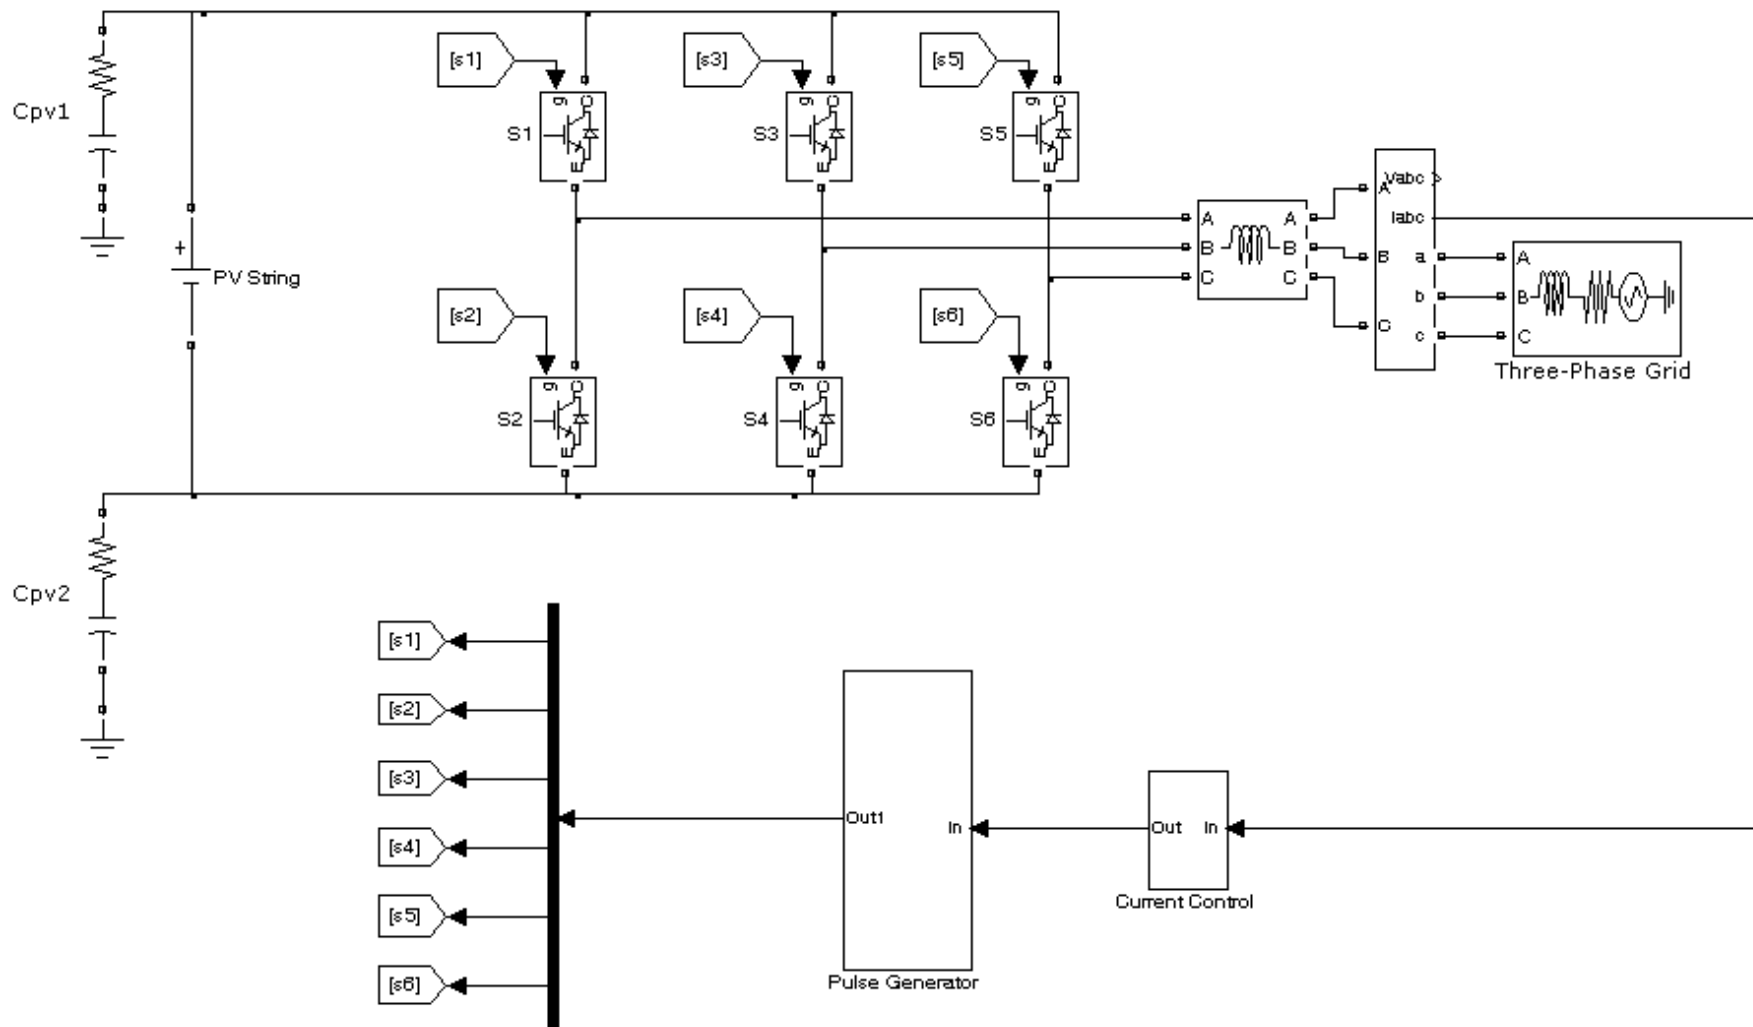 [s1]
[s3]
[s5]
g C
g C
g C
Cpv1
S1
S3
S5
E
E
E
Vabc
A
Iabc
A A
B B
C C
B a
b
C c
A
B
C
Three-Phase Grid
+
PV String
[s2]
[s4]
[s6]
g C
g C
g C
S2
S4
S6
E
E
E
Cpv2
[s1]
[s2]
[s3]
[s4]
[s5]
[s6]
Out1 In
Pulse Generator
Out In
Current Control